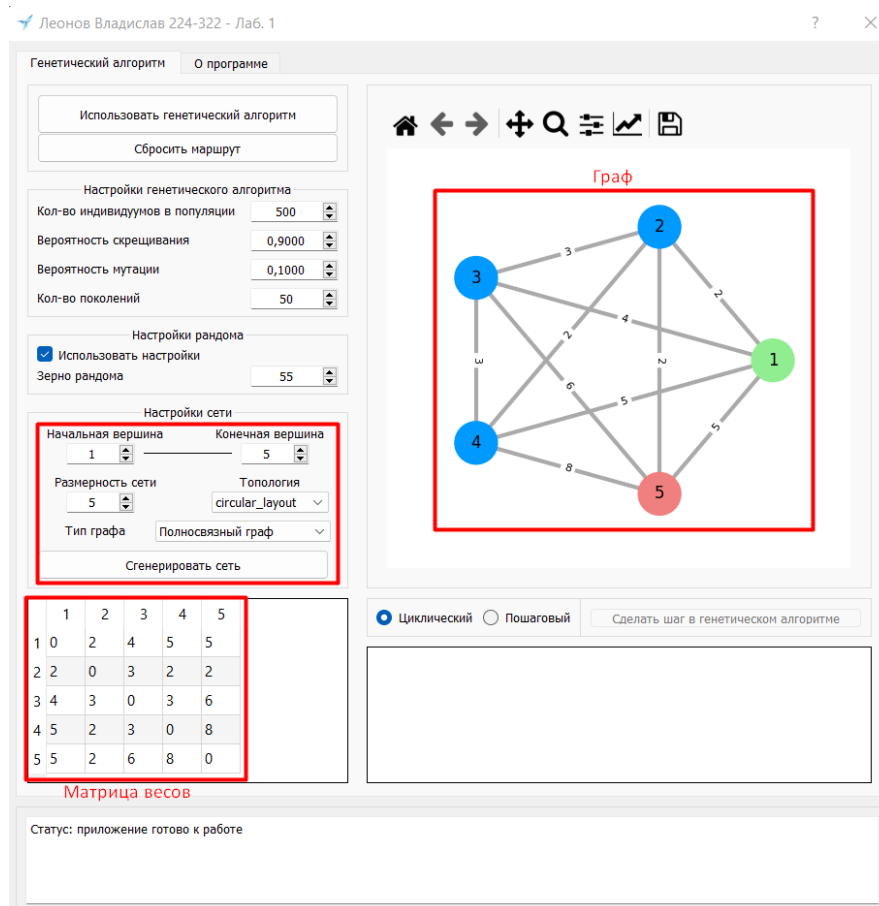 Леонов Владислав 224-322 - Лаб. 1
?
Генетический алгоритм
О программе
Использовать генетический алгоритм
Сбросить маршрут
Настройки генетического алгоритма
Кол-во индивидуумов в популяции 500
Вероятность скрещивания 0,9000
Вероятность мутации 0,1000
Кол-во поколений 50
Настройки рандома
Использовать настройки
Зерно рандома 55
Настройки сети
Начальная вершина Конечная вершина
1 5
Размерность сети Топология
5 circular_layout
Тип графа Полносвязный граф
Сгенерировать сеть
1 2 3 4 5
1 0 2 4 5 5
2 2 0 3 2 2
3 4 3 0 3 6
4 5 2 3 0 8
5 5 2 6 8 0
Матрица весов
Граф
2
3
3
2
4
2
1
3
2
6
5
5
4
8
5
Циклический Пошаговый Сделать шаг в генетическом алгоритме
Статус: приложение готово к работе